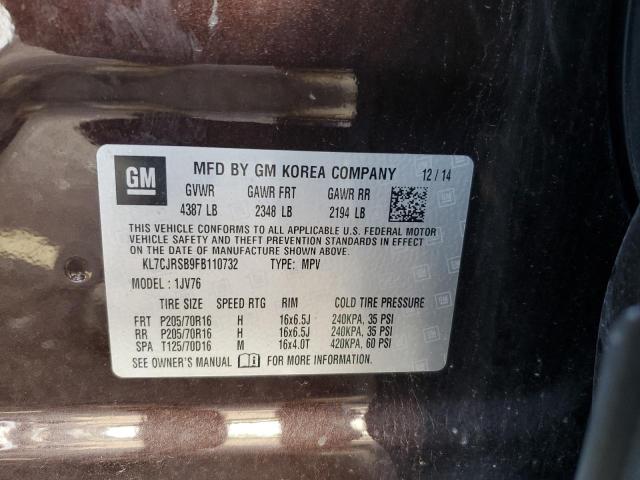 GM
MFD BY GM KOREA COMPANY 12/14
GVWR GAWR FRT GAWR RR
4387 LB 2348 LB 2194 LB
THIS VEHICLE CONFORMS TO ALL APPLICABLE U.S. FEDERAL MOTOR
VEHICLE SAFETY AND THEFT PREVENTION STANDARDS IN EFFECT ON
THE DATE OF MANUFACTURE SHOWN ABOVE.
KL7CJRSB9FB110732 TYPE: MPV
MODEL: 1JV76
TIRE SIZE SPEED RTG RIM COLD TIRE PRESSURE
FRT P205/70R16 H 16x6.5J 240KPA, 35 PSI
RR P205/70R16 H 16x6.5J 240KPA, 35 PSI
SPA T125/70D16 M 16x4.0T 420KPA, 60 PSI
SEE OWNER'S MANUAL FOR MORE INFORMATION.